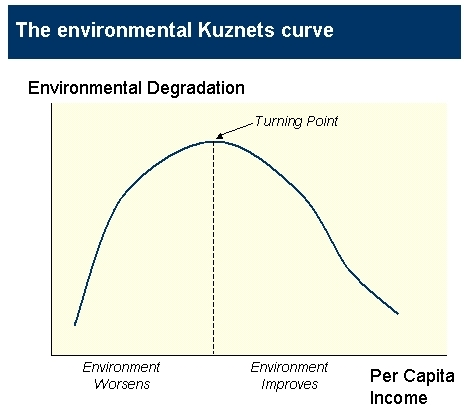 The environmental Kuznets curve
Environmental Degradation
Turning Point
Environment
Worsens
Environment
Improves
Per Capita
Income